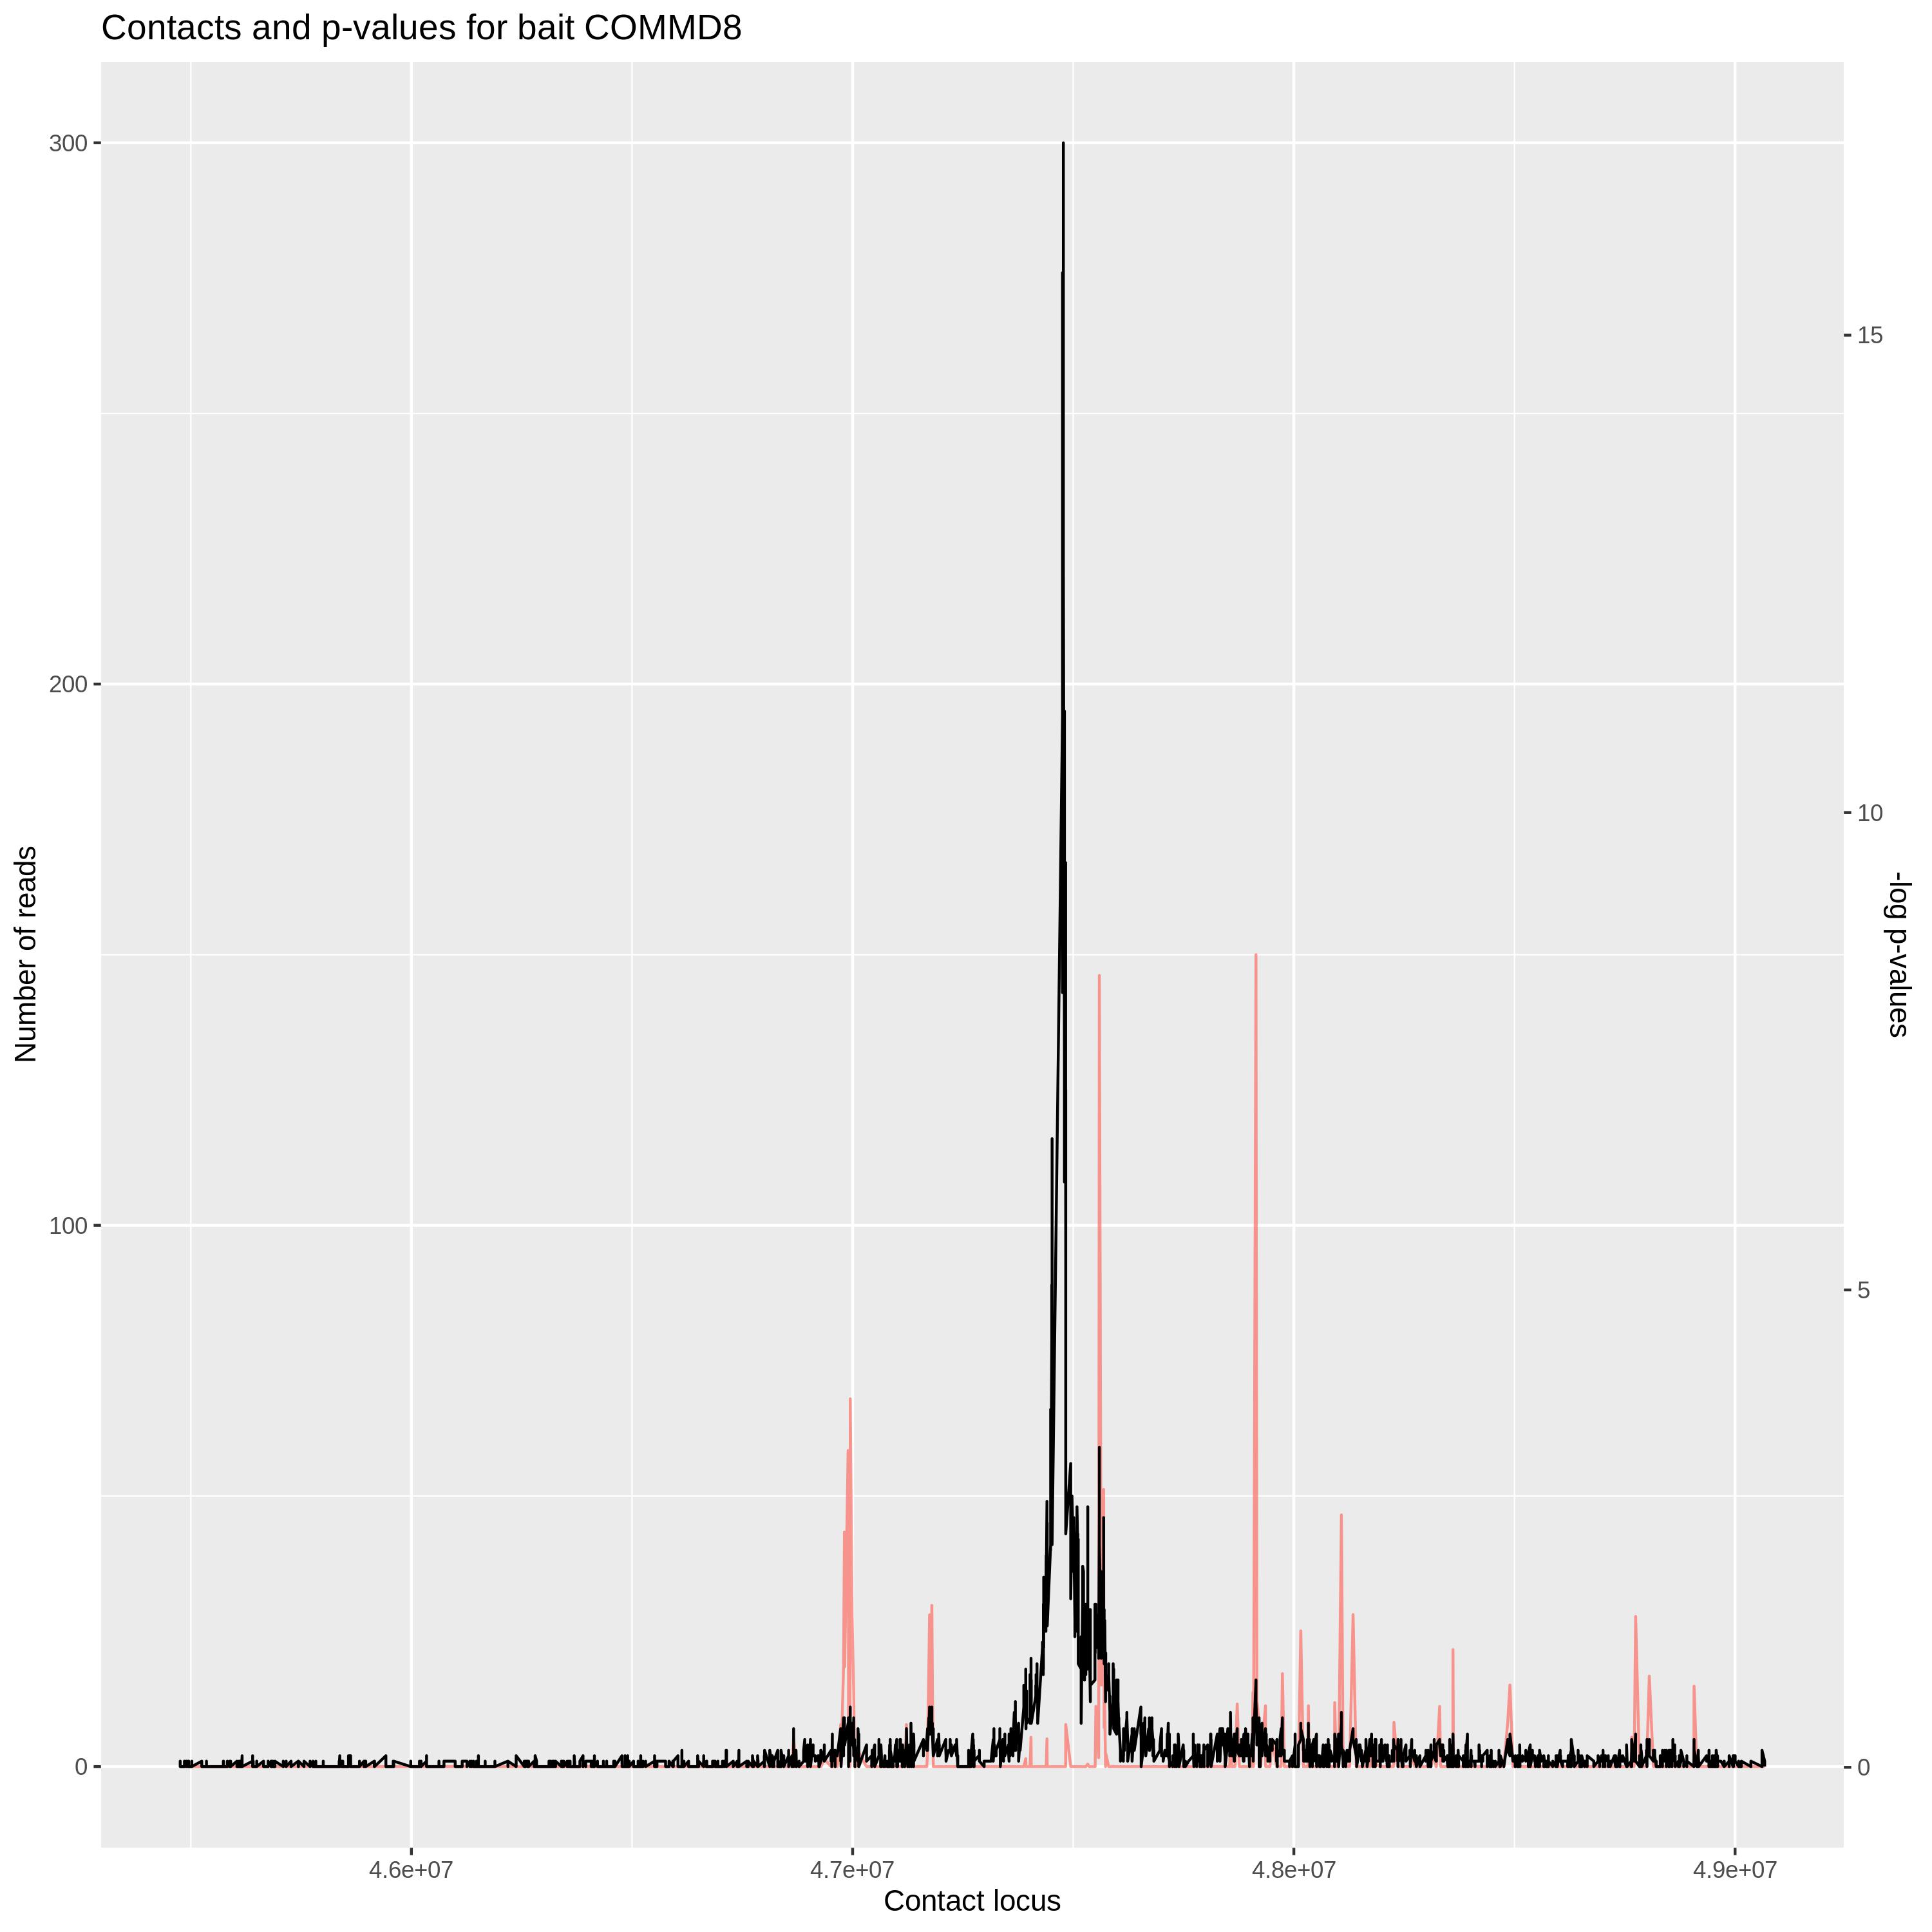 Contacts and p-values for bait COMMD8
300
200
100
0
Number of reads
15
10
5
0
-log p-values
4.6e+07
4.7e+07
4.8e+07
4.9e+07
Contact locus